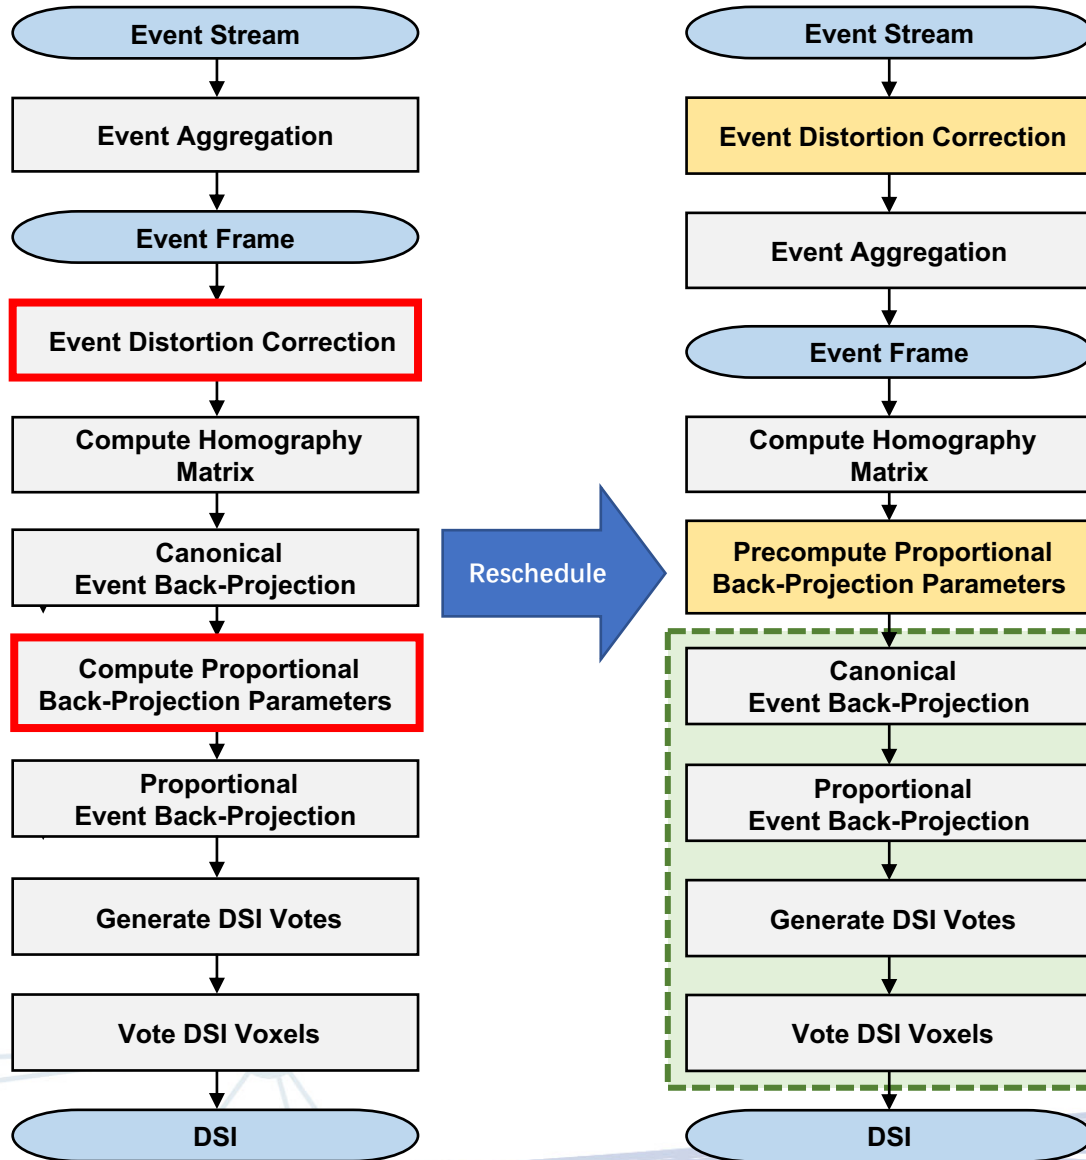 Event Stream
Event Aggregation
Event Frame
Event Distortion Correction
Compute Homography
Matrix
Canonical
Event Back-Projection
Compute Proportional
Back-Projection Parameters
Proportional
Event Back-Projection
Generate DSI Votes
Vote DSI Voxels
DSI
Reschedule
Event Stream
Event Distortion Correction
Event Aggregation
Event Frame
Compute Homography
Matrix
Precompute Proportional
Back-Projection Parameters
Canonical
Event Back-Projection
Proportional
Event Back-Projection
Generate DSI Votes
Vote DSI Voxels
DSI